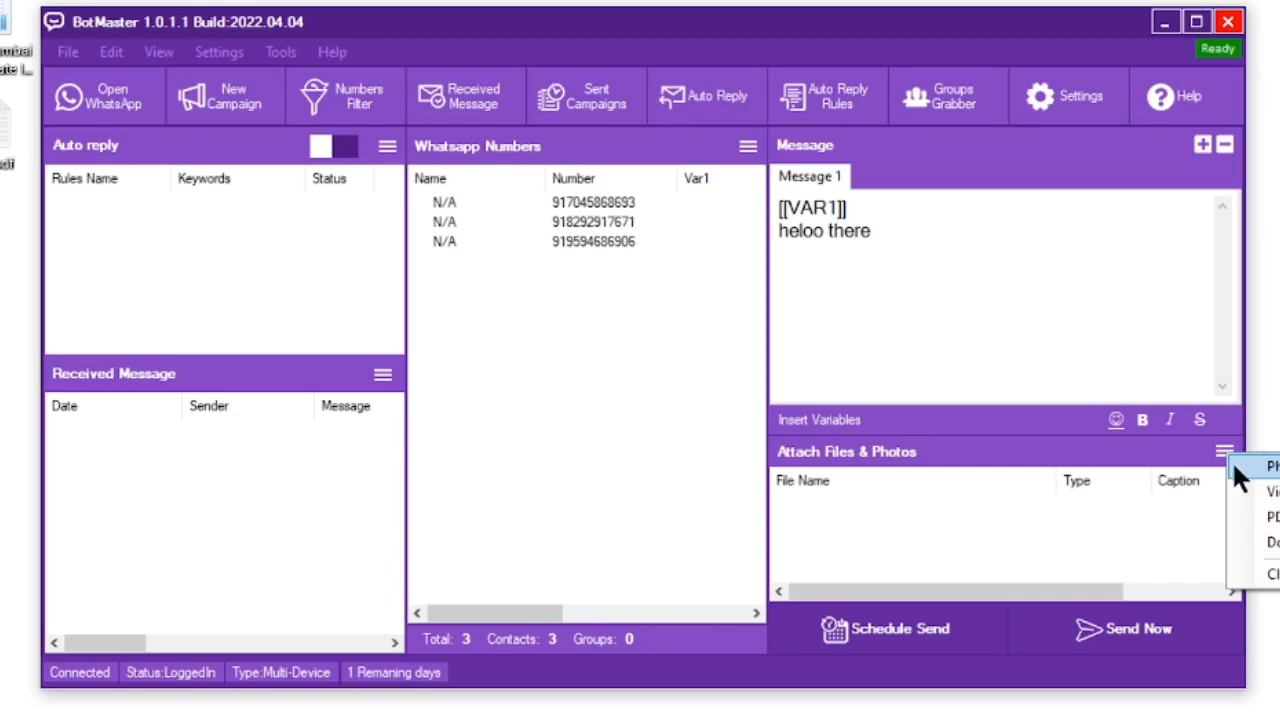 BotMaster 1.0.1.1 Build:2022.04.04
File Edit View Settings Tools Help
Ready
Open WhatsApp
New Campaign
Numbers Filter
Received Message
Sent Campaigns
Auto Reply
Auto Reply Rules
Groups Grabber
Settings
Help
Auto reply
Rules Name Keywords Status
Received Message
Date Sender Message
Whatsapp Numbers
Name Number Var1
N/A 917045868693
N/A 918292917671
N/A 919594686906
Total: 3 Contacts: 3 Groups: 0
Message
Message 1
[[VAR1]]
heloo there
Insert Variables
B I S
Attach Files & Photos
File Name Type Caption
Schedule Send
Send Now
Connected Status:LoggedIn Type:Multi-Device 1 Remaning days